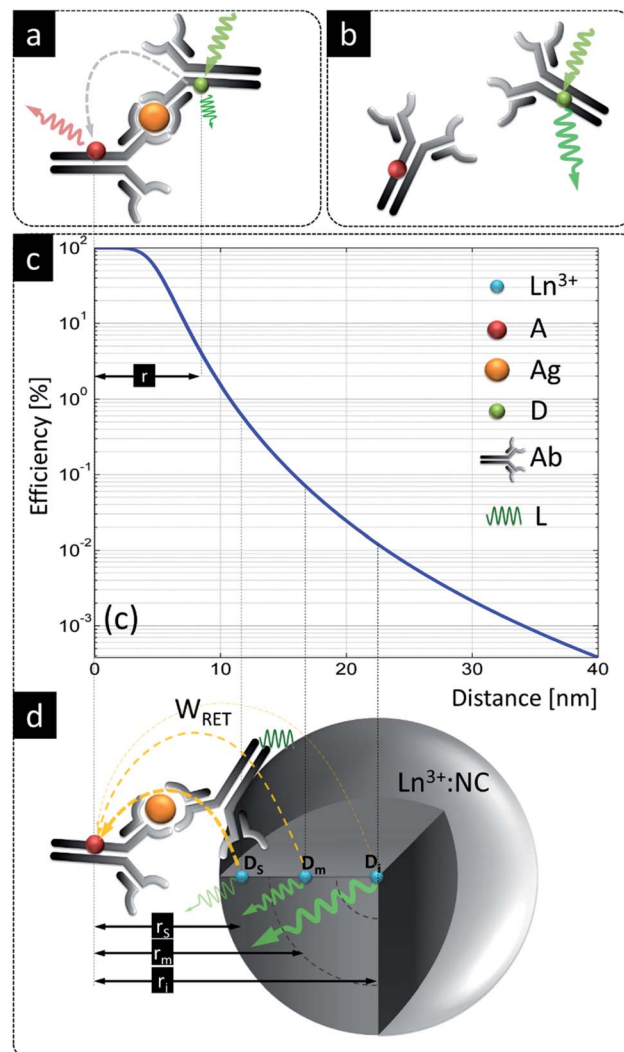 a
b
c
10²
10¹
10⁰
10⁻¹
10⁻²
10⁻³
Efficiency [%]
r
Ln³⁺
A
Ag
D
Ab
L
(c)
0
10
20
30
40
Distance [nm]
d
W_RET
Ln³⁺:NC
D_S
D_m
D_i
r_s
r_m
r_i